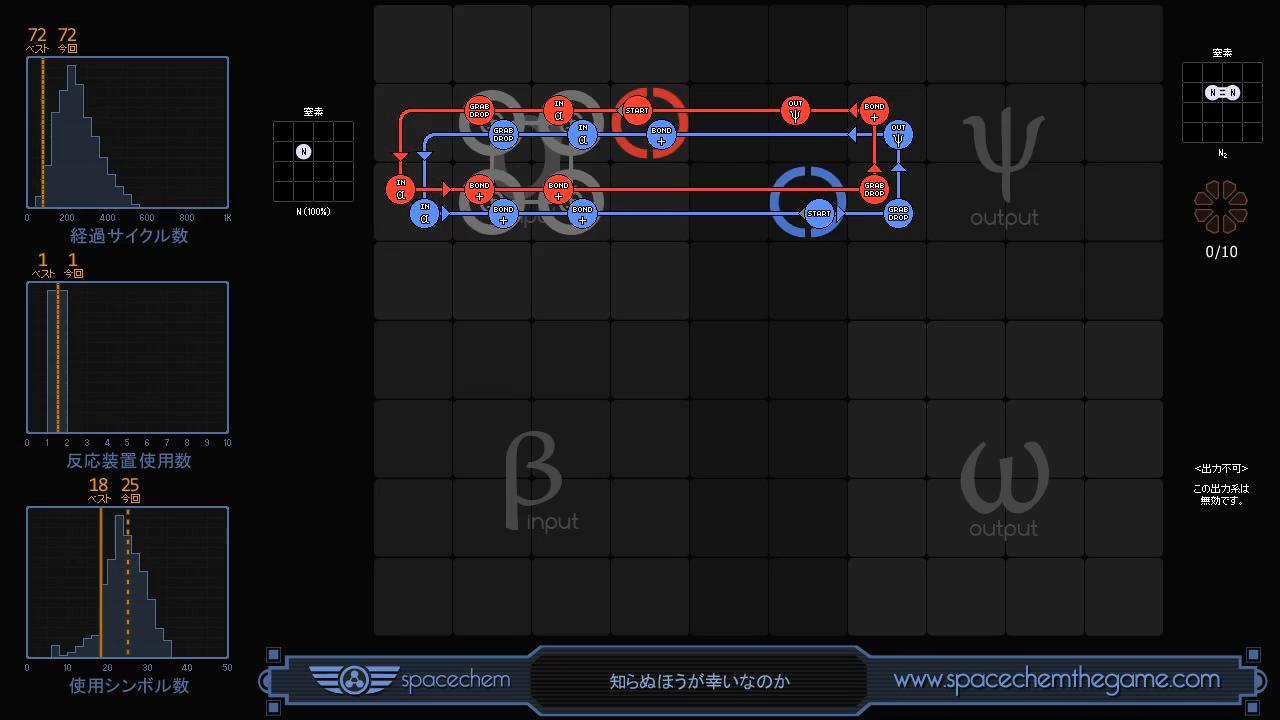 72 72
ベスト 今回
0 200 400 600 800 1K
経過サイクル数
1 1
ベスト 今回
0 1 2 3 4 5 6 7 8 9 10
反応装置使用数
18 25
ベスト 今回
0 10 20 30 40 50
使用シンボル数
窒素
N
N (100%)
GRAB DROP
IN α
START
OUT Ψ
BOND +
GRAB DROP
IN α
BOND +
OUT Ψ
IN α
BOND +
BOND +
GRAB DROP
IN α
BOND +
BOND +
START
GRAB DROP
ψ
output
β
input
ω
output
窒素
N = N
N₂
0/10
<出力不可>
この出力系は
無効です。
spacechem
知らぬほうが幸いなのか
www.spacechemthegame.com